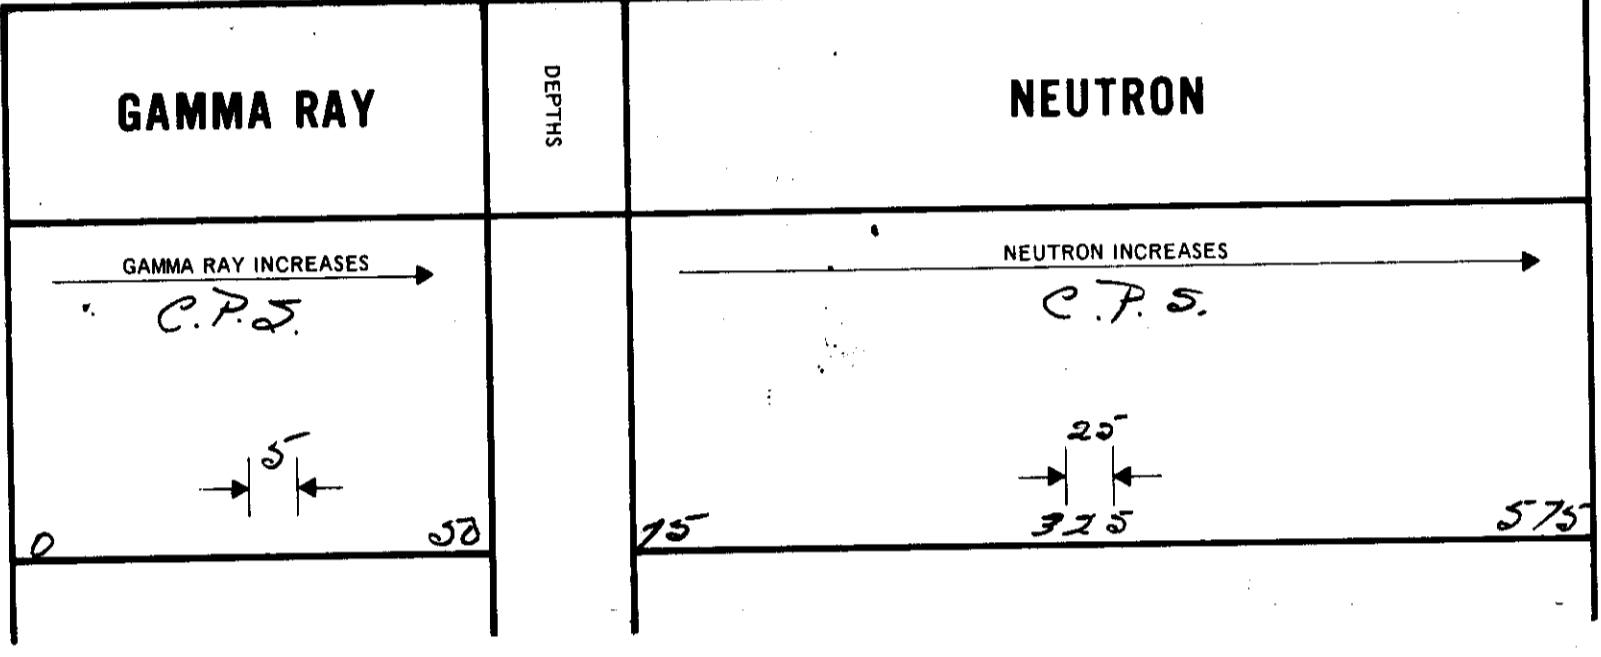 GAMMA RAY
DEPTHS
NEUTRON
GAMMA RAY INCREASES
C.P.S.
NEUTRON INCREASES
C.P.S.
5
25
0
50
75
325
575